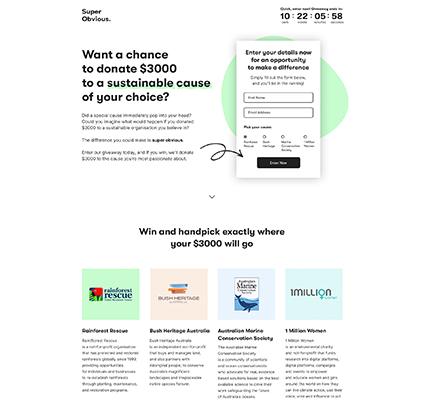 Super
Obvious.
Quick, enter now! Giveaway ends in:
10 : 22 : 05 : 58
DAYS HOURS MINUTES SECONDS
Want a chance
to donate $3000
to a sustainable cause
of your choice?
Did a special cause immediately pop into your head?
Could you imagine what would happen if you donated
$3000 to a sustainable organisation you believe in?
The difference you could make is super obvious.
Enter our giveaway today, and if you win, we'll donate
$3000 to the cause you're most passionate about.
Enter your details now
for an opportunity
to make a difference
Simply fill out the form below,
and you'll be in the running!
First Name
Email Address
Pick your cause:
Rainforest Rescue
Bush Heritage
Marine Conservation Society
1 Million Women
Enter Now
Win and handpick exactly where
your $3000 will go
rainforest
rescue
BUSH HERITAGE
AUSTRALIA
Australian
Marine
Conservation
Society
1MILLION
women
Rainforest Rescue
Rainforest Rescue
is a not-for-profit organisation
that has protected and restored
rainforests globally since 1998
providing opportunities
for individuals and businesses
to re-establish rainforests
through planting, maintenance,
and restoration programs.
Bush Heritage Australia
Bush Heritage Australia
is an independent not-for-profit
that buys and manages land,
and also partners with
Aboriginal people, to conserve
Australia's magnificent
landscapes and irreplaceable
native species forever.
Australian Marine
Conservation Society
The Australian Marine
Conservation Society
is a community of scientists
and ocean conservationists
who advocate for real, evidence
based solutions based on the best
available science to drive their
work safeguarding the future
of Australia's oceans.
1 Million Women
1 Million Women
is an environmental charity
and not-for-profit that funds
research into digital platforms,
digital platforms, campaigns
and events to empower
and educate women and girls
around the world on how they
can live climate action, use their
voice, vote and influence to act